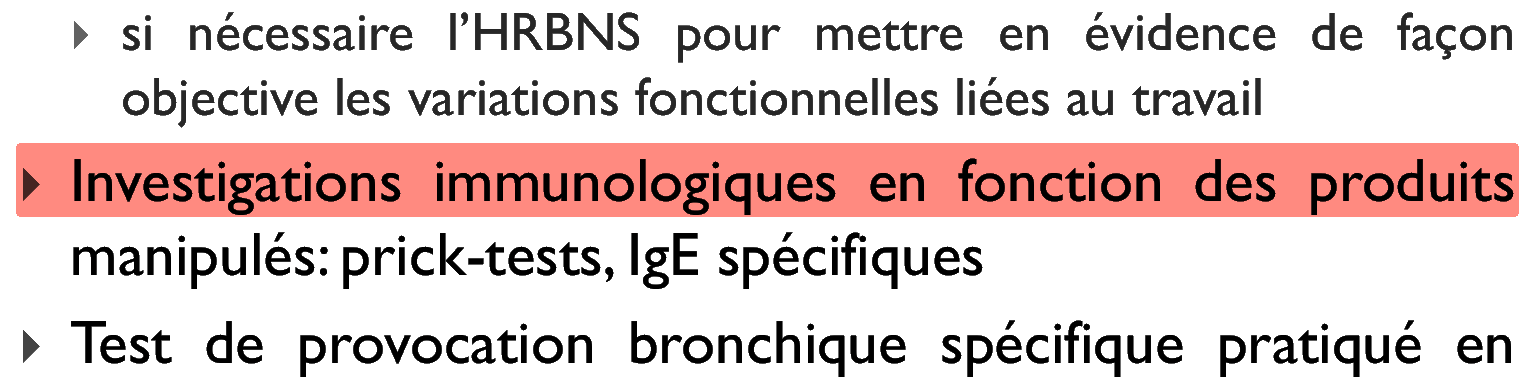 si nécessaire l'HRBNS pour mettre en évidence de façon
objective les variations fonctionnelles liées au travail
Investigations immunologiques en fonction des produits
manipulés: prick-tests, IgE spécifiques
Test de provocation bronchique spécifique pratiqué en